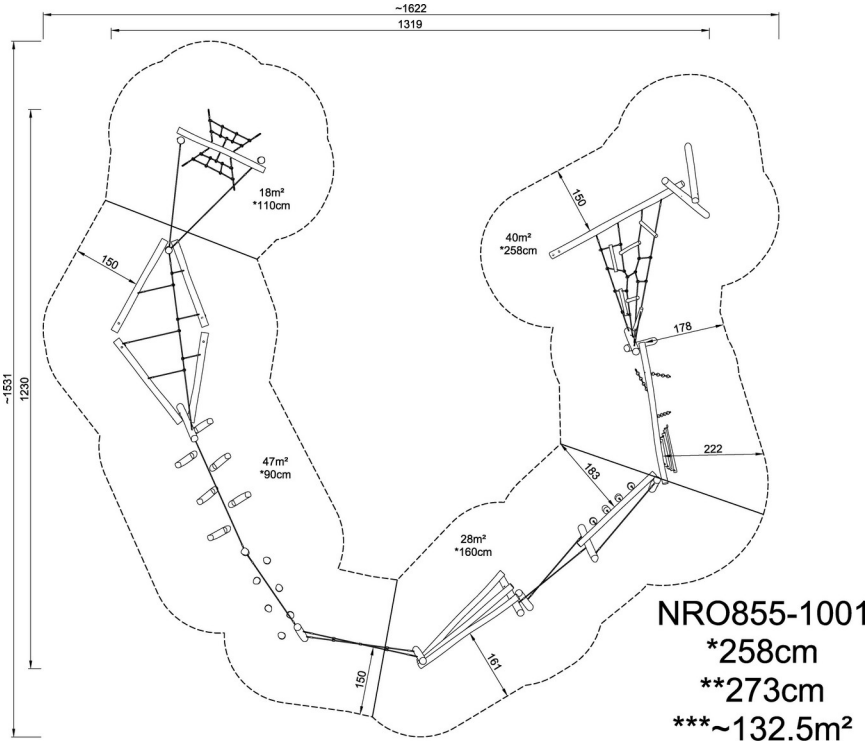 ~1622
1319
~1531
1230
18m²
*110cm
150
150
40m²
*258cm
178
222
47m²
*90cm
183
28m²
*160cm
161
150
NRO855-1001
*258cm
**273cm
***~132.5m²